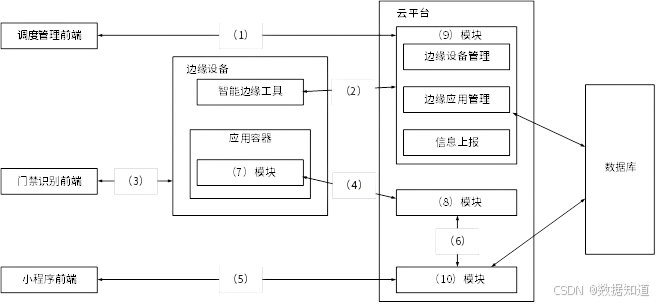 云平台
调度管理前端
（1）
（9）模块
边缘设备管理
边缘设备
智能边缘工具
（2）
边缘应用管理
应用容器
信息上报
（7）模块
数据库
门禁识别前端
（3）
（4）
（8）模块
（6）
小程序前端
（5）
（10）模块
CSDN @数据知道